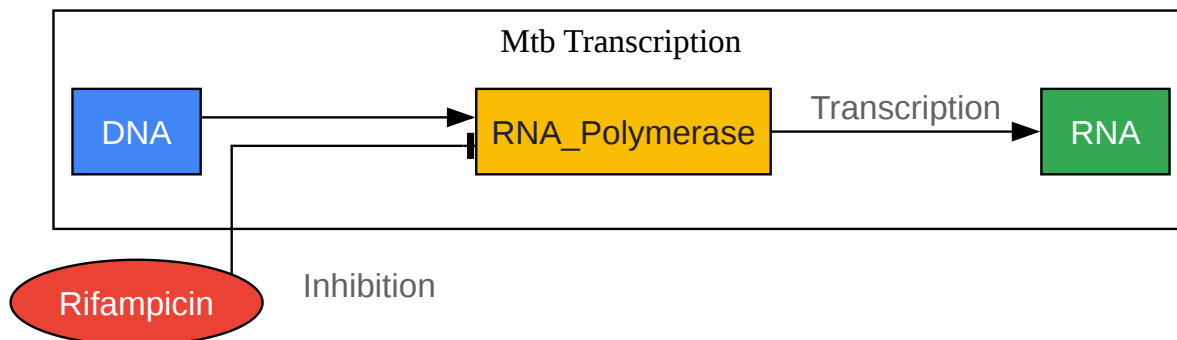 Mtb Transcription
DNA
RNA_Polymerase
Transcription
RNA
Rifampicin
Inhibition